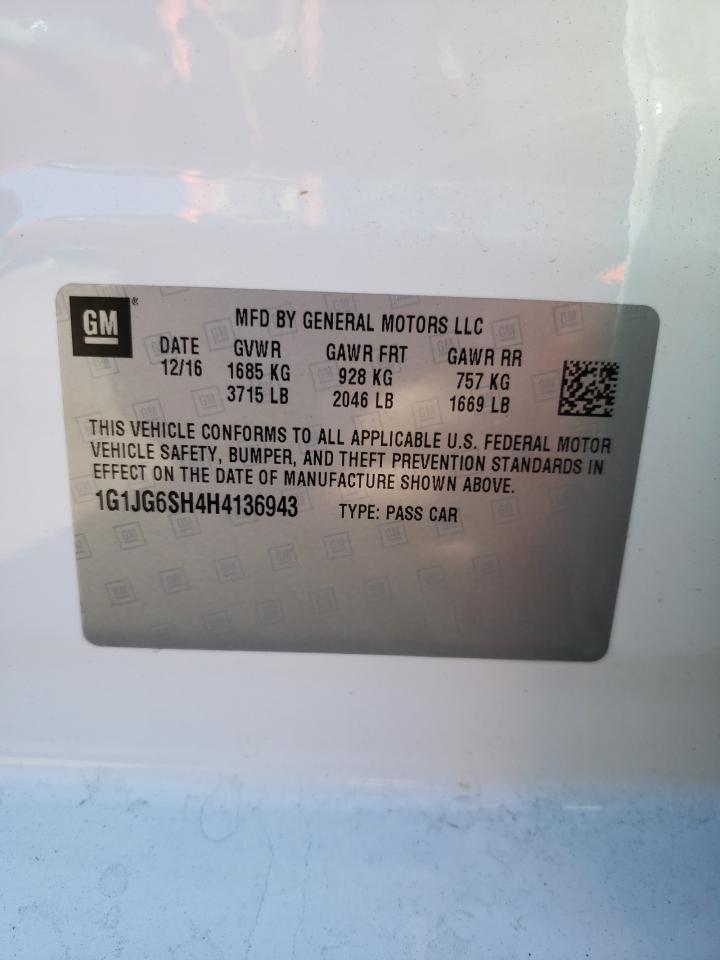 GM ®
MFD BY GENERAL MOTORS LLC
DATE GVWR GAWR FRT GAWR RR
12/16 1685 KG 928 KG 757 KG
3715 LB 2046 LB 1669 LB
THIS VEHICLE CONFORMS TO ALL APPLICABLE U.S. FEDERAL MOTOR
VEHICLE SAFETY, BUMPER, AND THEFT PREVENTION STANDARDS IN
EFFECT ON THE DATE OF MANUFACTURE SHOWN ABOVE.
1G1JG6SH4H4136943 TYPE: PASS CAR